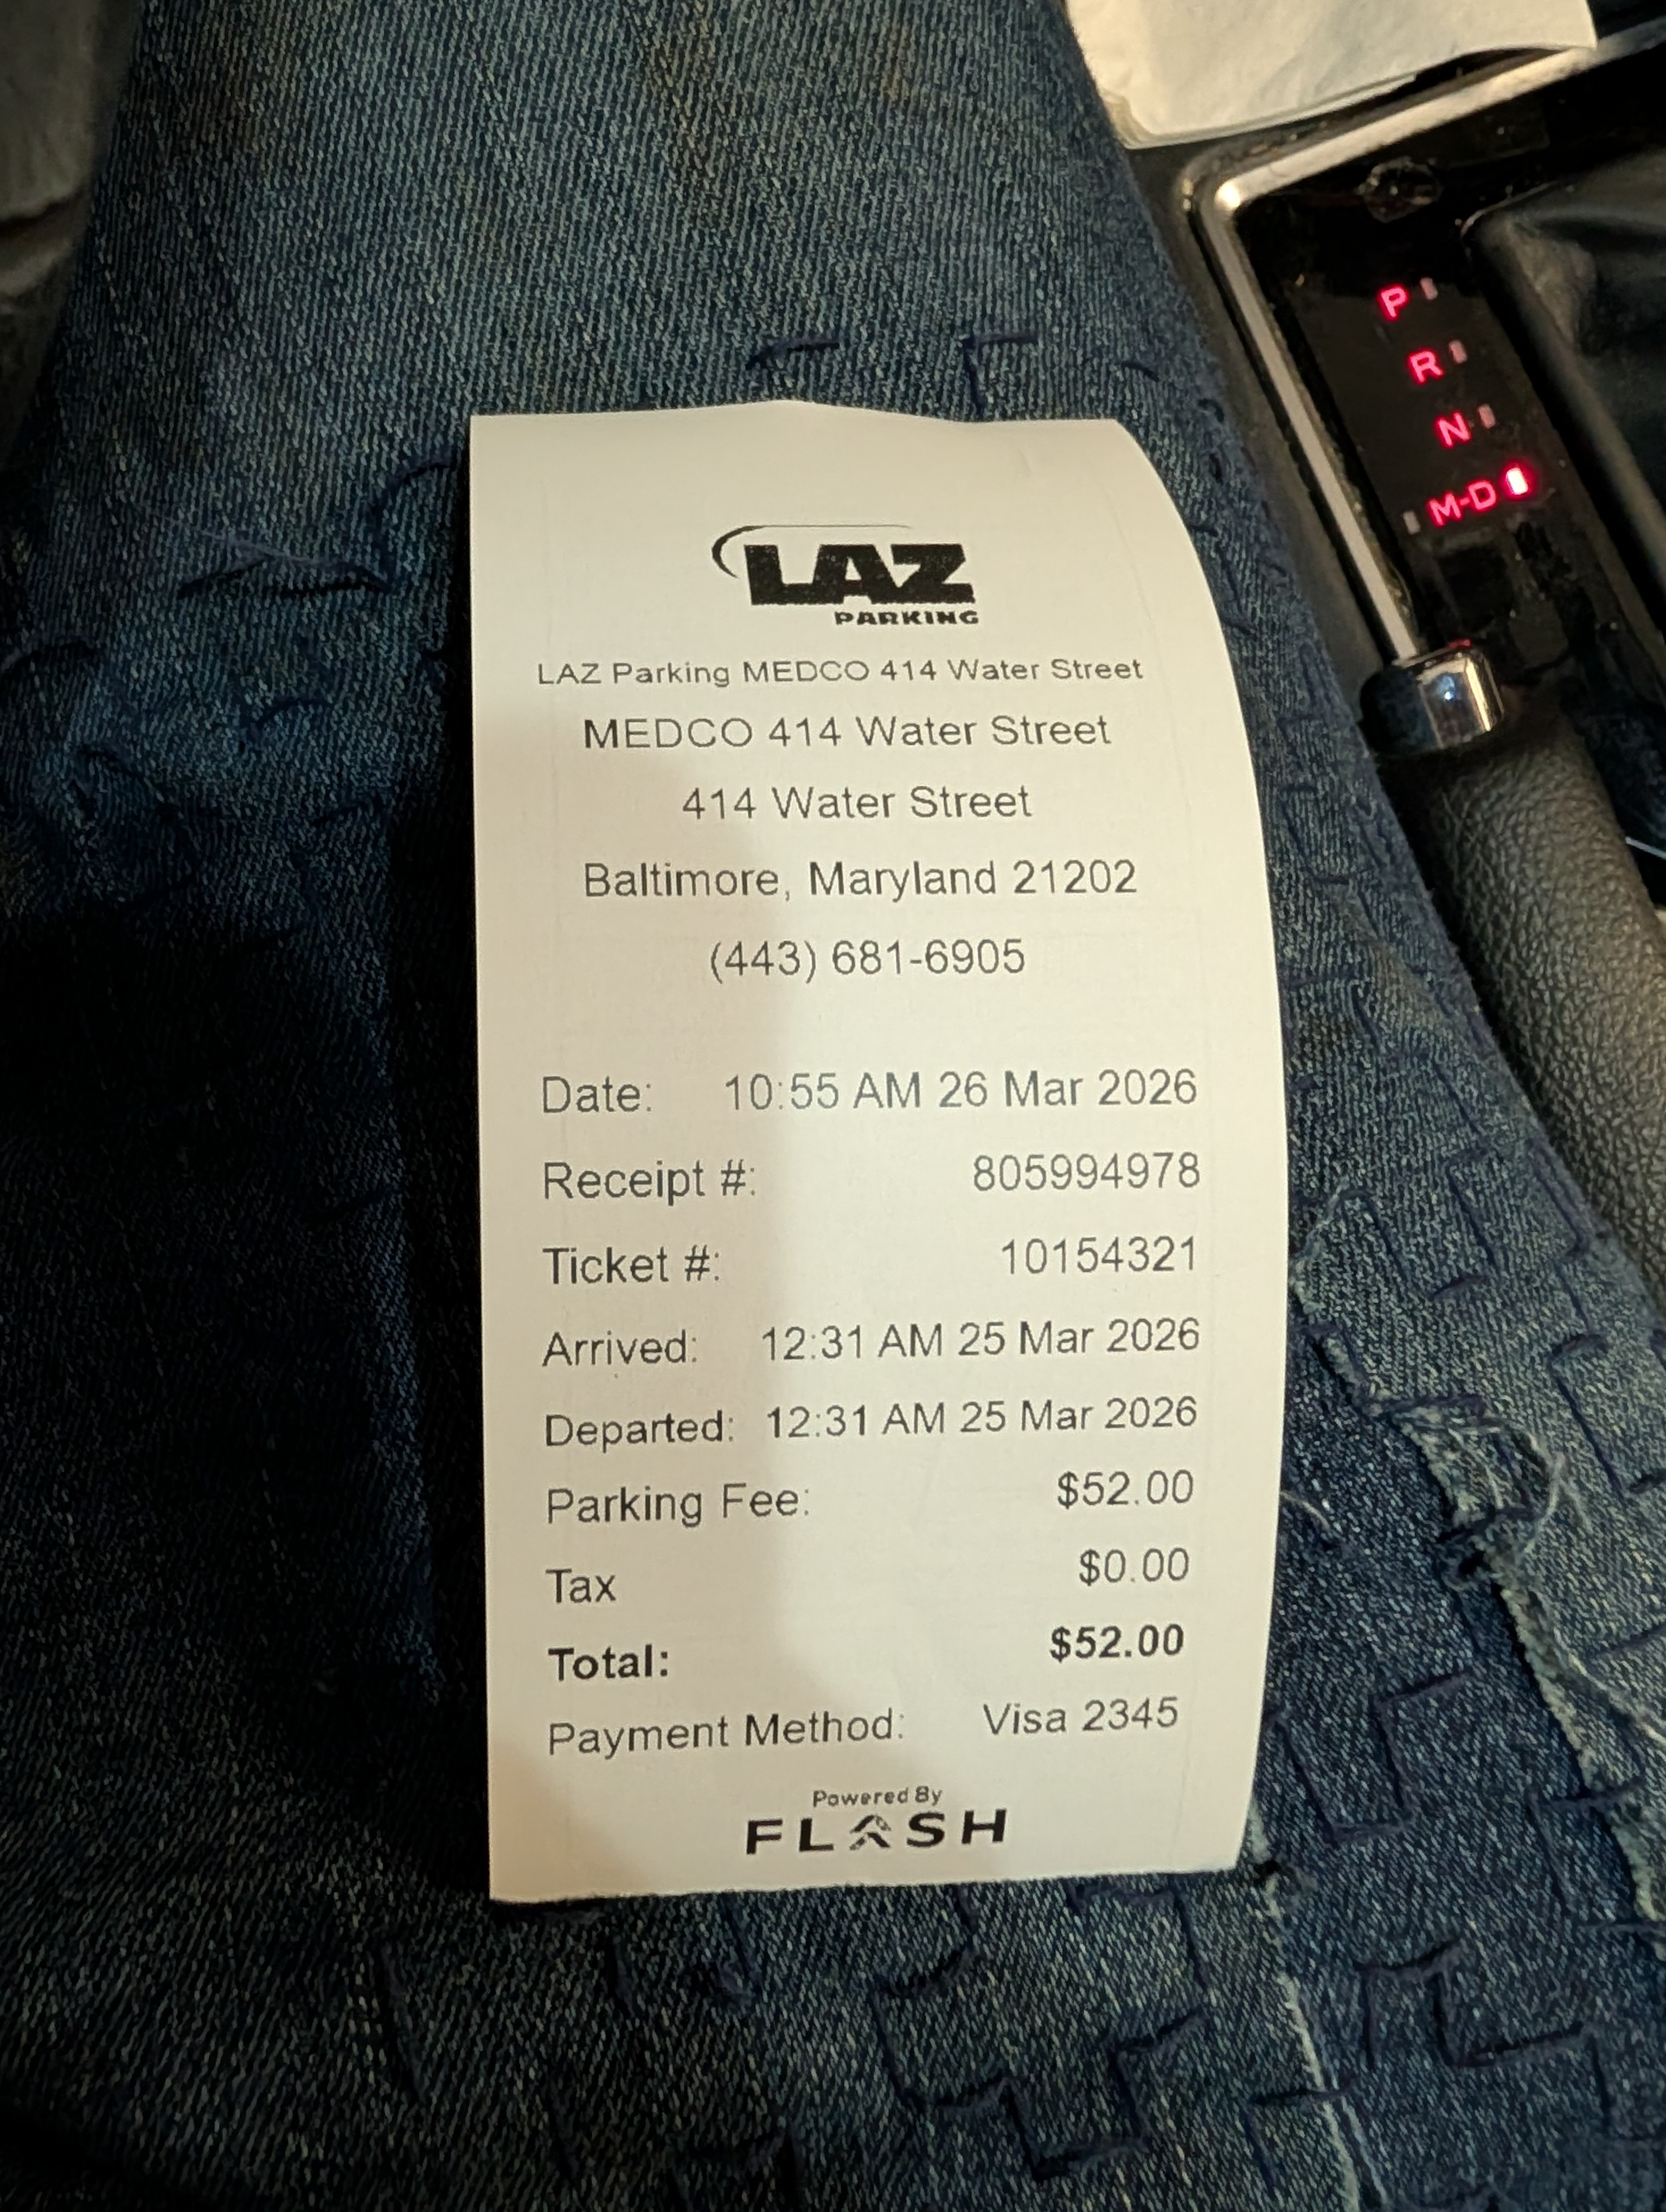 LAZ
PARKING
LAZ Parking MEDCO 414 Water Street
MEDCO 414 Water Street
414 Water Street
Baltimore, Maryland 21202
(443) 681-6905
Date: 10:55 AM 26 Mar 2026
Receipt #: 805994978
Ticket #: 10154321
Arrived: 12:31 AM 25 Mar 2026
Departed: 12:31 AM 25 Mar 2026
Parking Fee: $52.00
Tax $0.00
Total: $52.00
Payment Method: Visa 2345
Powered By
FLASH
P
R
N
M-D